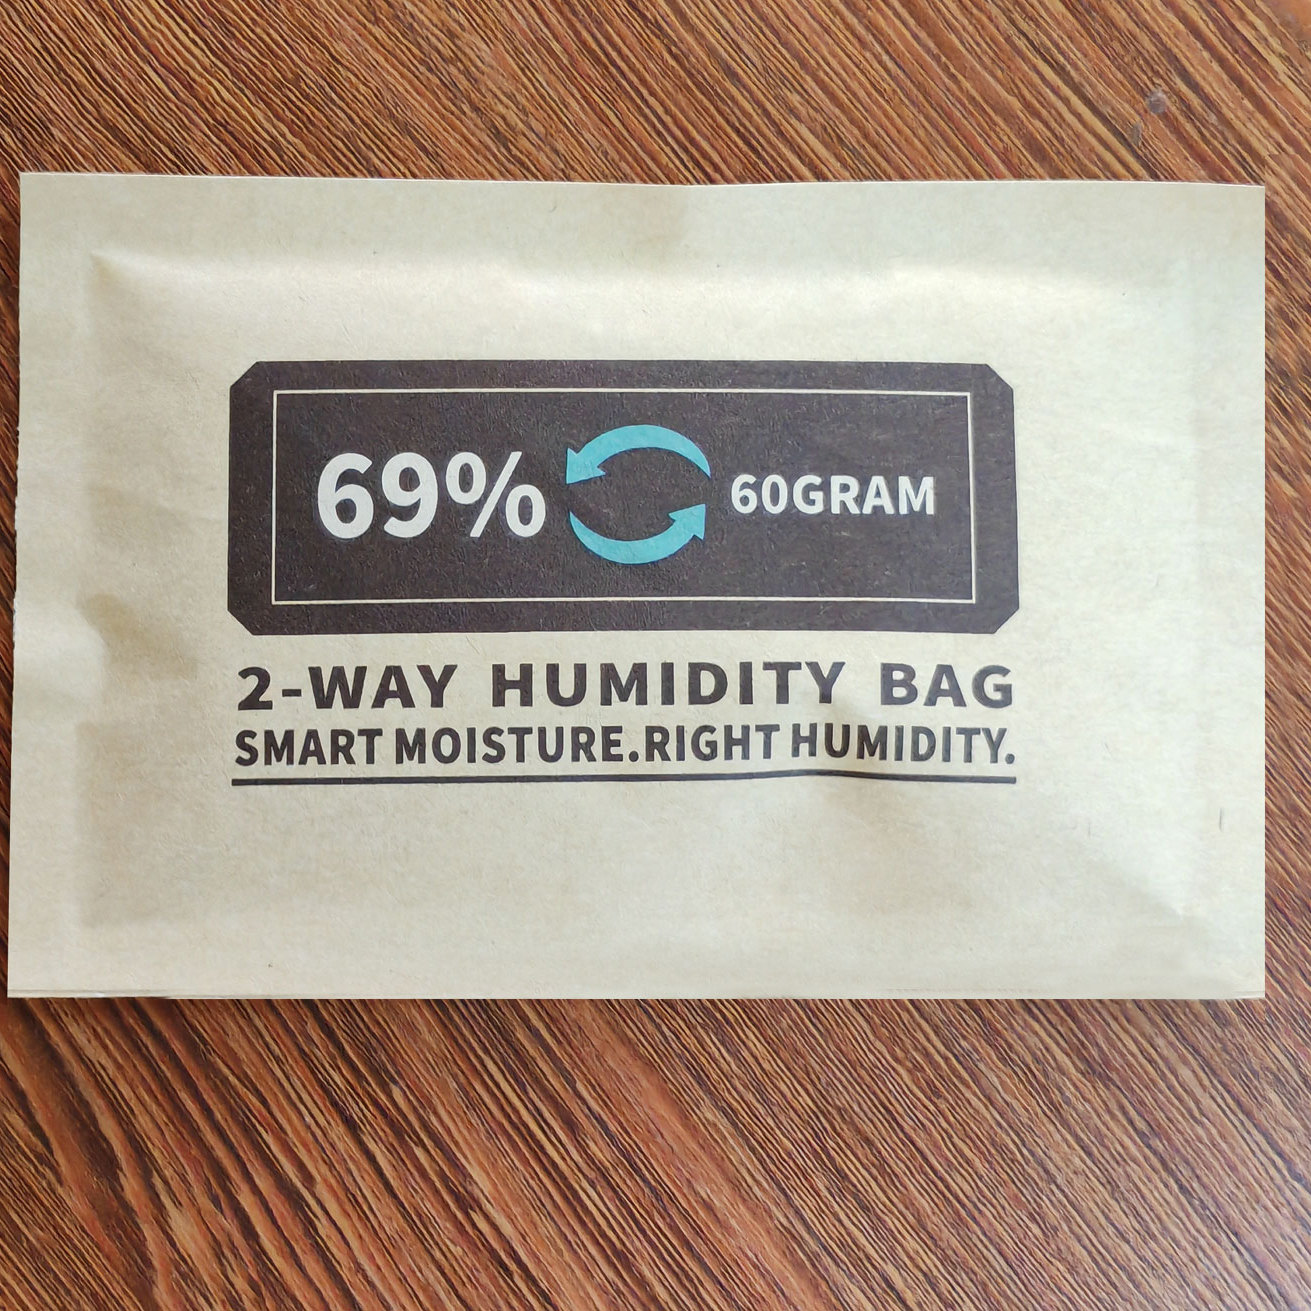 69% 60GRAM
2-WAY HUMIDITY BAG
SMART MOISTURE.RIGHT HUMIDITY.